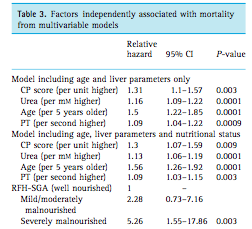 Table 3. Factors independently associated with mortality
from multivariable models
Relative
hazard 95% CI P-value
Model including age and liver parameters only
CP score (per unit higher) 1.31 1.1–1.57 0.003
Urea (per mM higher) 1.16 1.09–1.22 0.0001
Age (per 5 years older) 1.5 1.22–1.85 0.0001
PT (per second higher) 1.09 1.04–1.22 0.0009
Model including age, liver parameters and nutritional status
CP score (per unit higher) 1.3 1.07–1.59 0.009
Urea (per mM higher) 1.13 1.06–1.19 0.0001
Age (per 5 years older) 1.56 1.26–1.92 0.0001
PT (per second higher) 1.09 1.03–1.15 0.003
RFH-SGA (well nourished) 1 –
Mild/moderately 2.28 0.73–7.16
malnourished
Severely malnourished 5.26 1.55–17.86 0.003